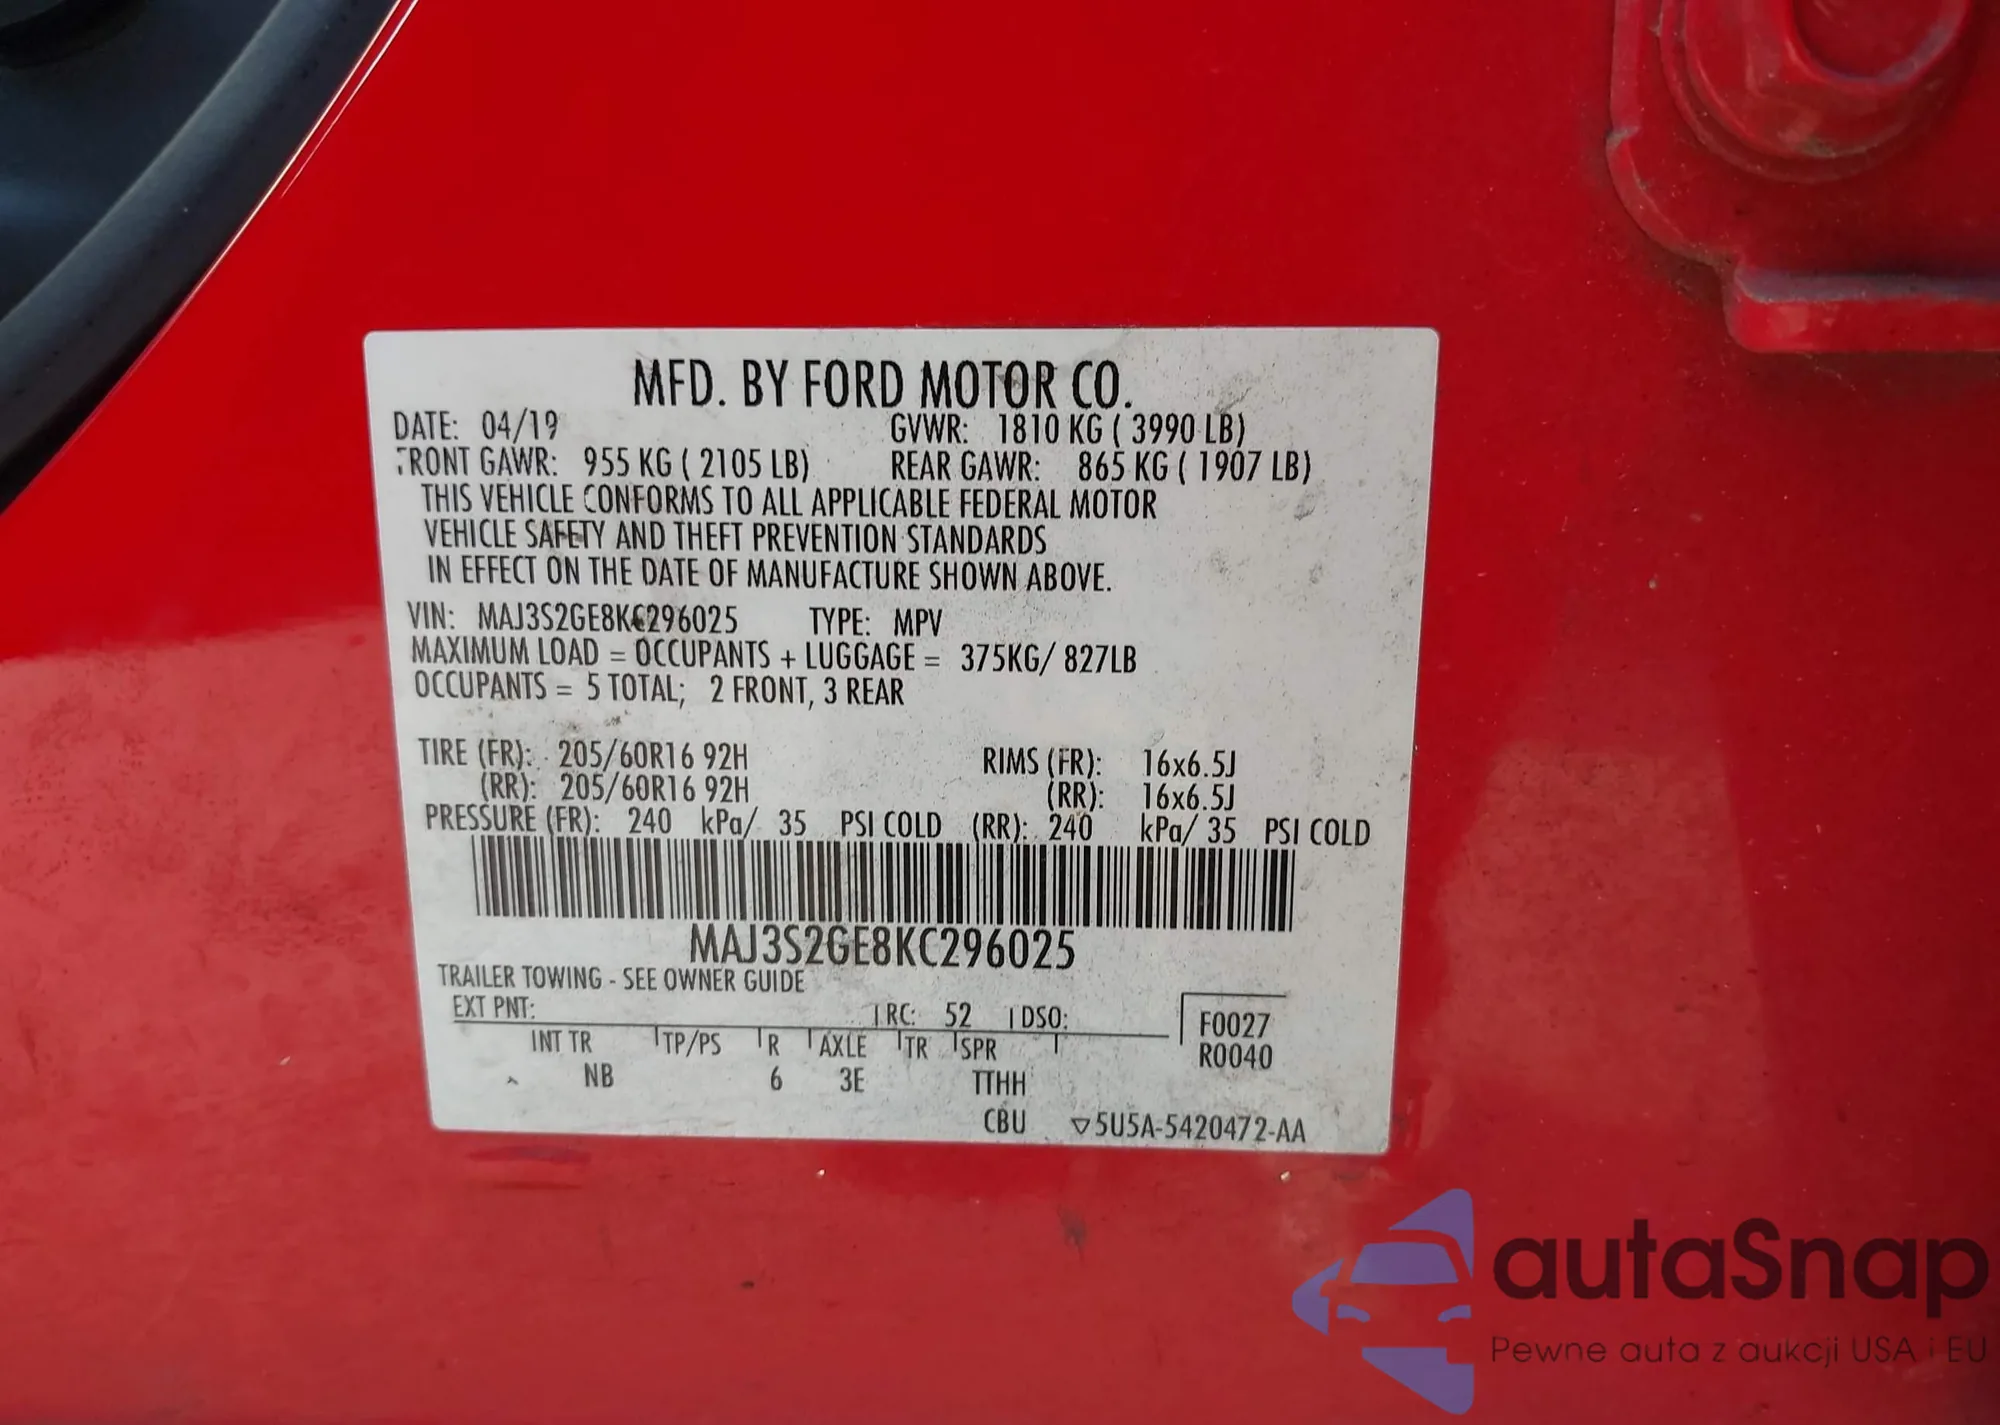 MFD. BY FORD MOTOR CO.
DATE: 04/19 GVWR: 1810 KG ( 3990 LB)
FRONT GAWR: 955 KG ( 2105 LB) REAR GAWR: 865 KG ( 1907 LB)
THIS VEHICLE CONFORMS TO ALL APPLICABLE FEDERAL MOTOR
VEHICLE SAFETY AND THEFT PREVENTION STANDARDS
IN EFFECT ON THE DATE OF MANUFACTURE SHOWN ABOVE.
VIN: MAJ3S2GE8KC296025 TYPE: MPV
MAXIMUM LOAD = OCCUPANTS + LUGGAGE = 375KG/ 827LB
OCCUPANTS = 5 TOTAL; 2 FRONT, 3 REAR
TIRE (FR): 205/60R16 92H RIMS (FR): 16x6.5J
(RR): 205/60R16 92H (RR): 16x6.5J
PRESSURE (FR): 240 kPa/ 35 PSI COLD (RR): 240 kPa/ 35 PSI COLD
MAJ3S2GE8KC296025
TRAILER TOWING - SEE OWNER GUIDE
EXT PNT: RC: 52 DSO: F0027
INT TR TP/PS R AXLE TR SPR R0040
NB 6 3E TTHH
CBU ▽5U5A-5420472-AA
autaSnap
Pewne auta z aukcji USA i EU